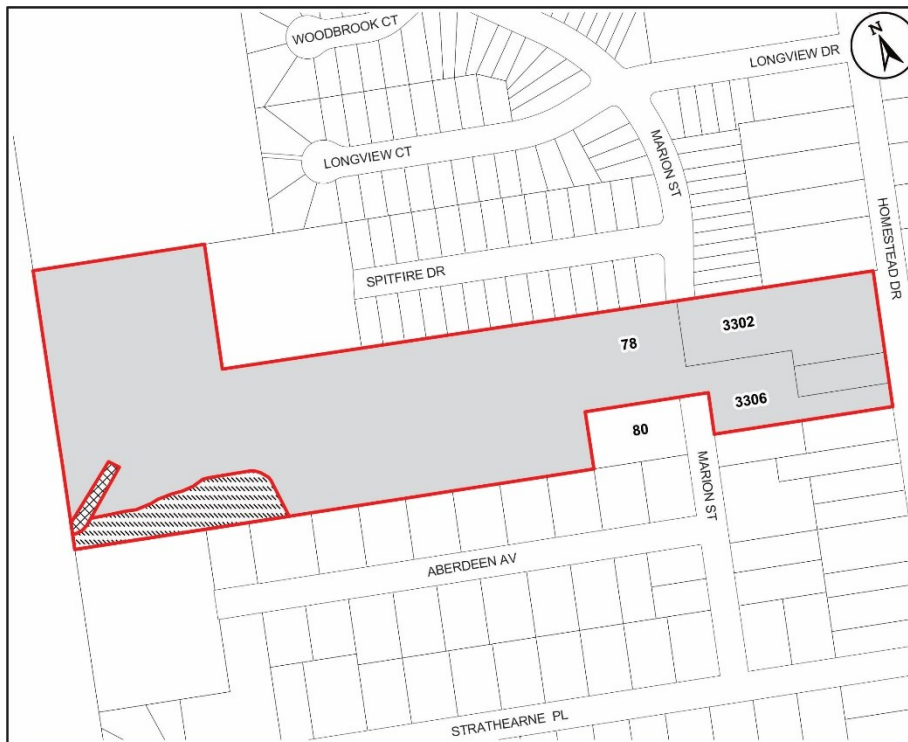 WOODBROOK CT
N
LONGVIEW DR
LONGVIEW CT
MARION ST
HOMESTEAD DR
SPITFIRE DR
3302
78
3306
80
MARION ST
ABERDEEN AV
STRATHEARNE PL